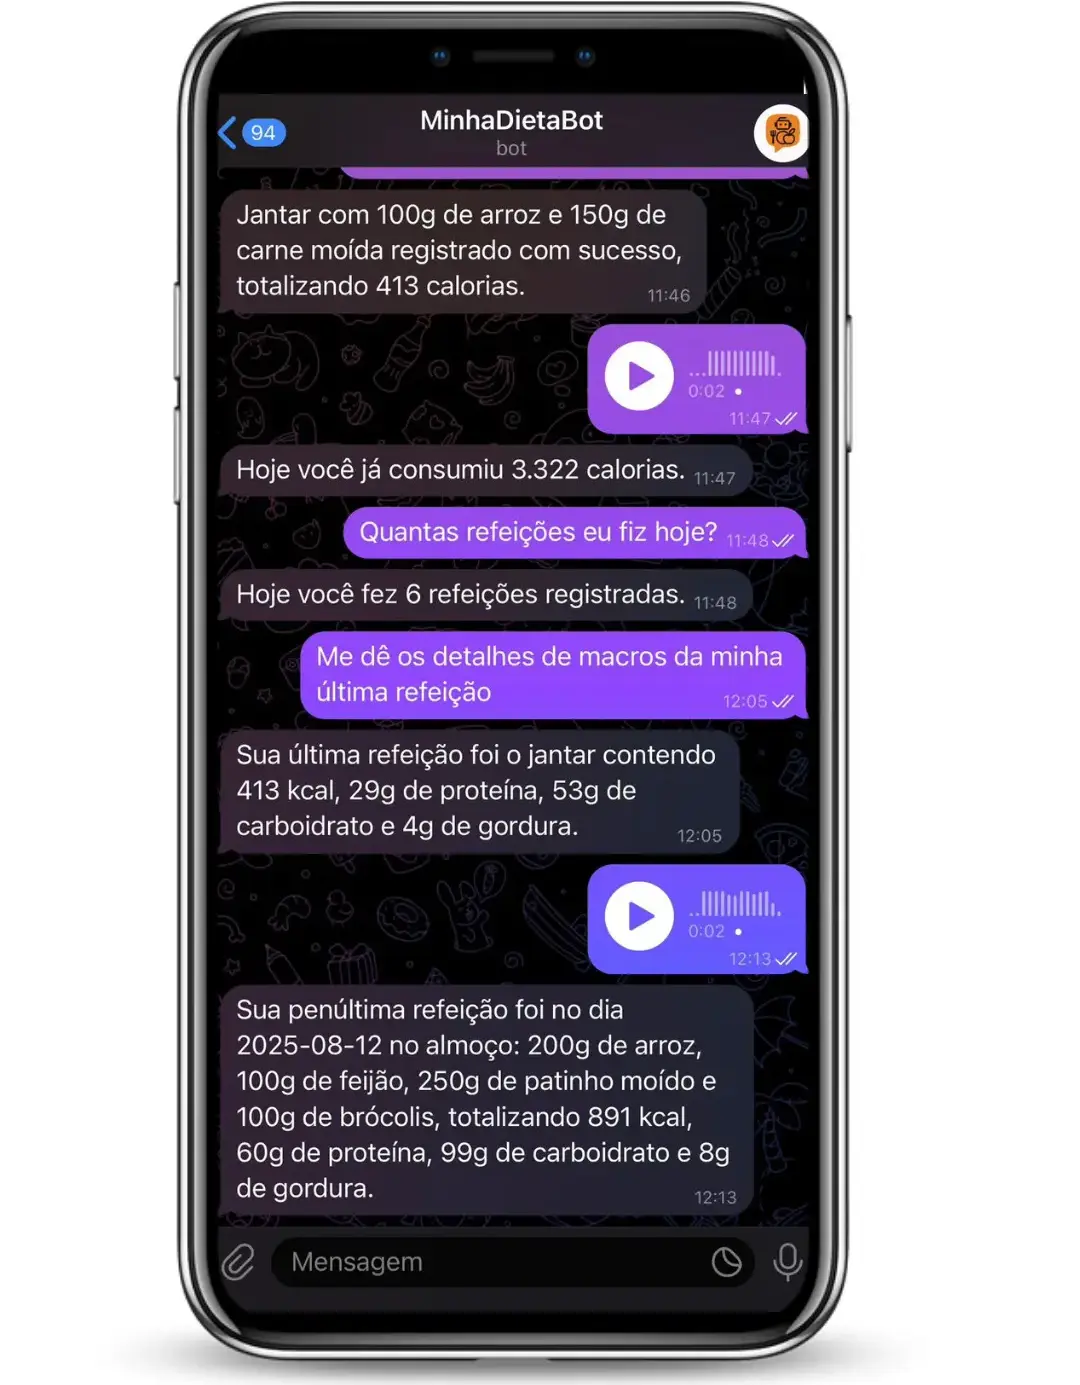 94
MinhaDietaBot
bot
Jantar com 100g de arroz e 150g de
carne moída registrado com sucesso,
totalizando 413 calorias.
11:46
0:02
11:47
Hoje você já consumiu 3.322 calorias. 11:47
Quantas refeições eu fiz hoje? 11:48
Hoje você fez 6 refeições registradas. 11:48
Me dê os detalhes de macros da minha
última refeição
12:05
Sua última refeição foi o jantar contendo
413 kcal, 29g de proteína, 53g de
carboidrato e 4g de gordura.
12:05
0:02
12:13
Sua penúltima refeição foi no dia
2025-08-12 no almoço: 200g de arroz,
100g de feijão, 250g de patinho moído e
100g de brócolis, totalizando 891 kcal,
60g de proteína, 99g de carboidrato e 8g
de gordura.
12:13
Mensagem